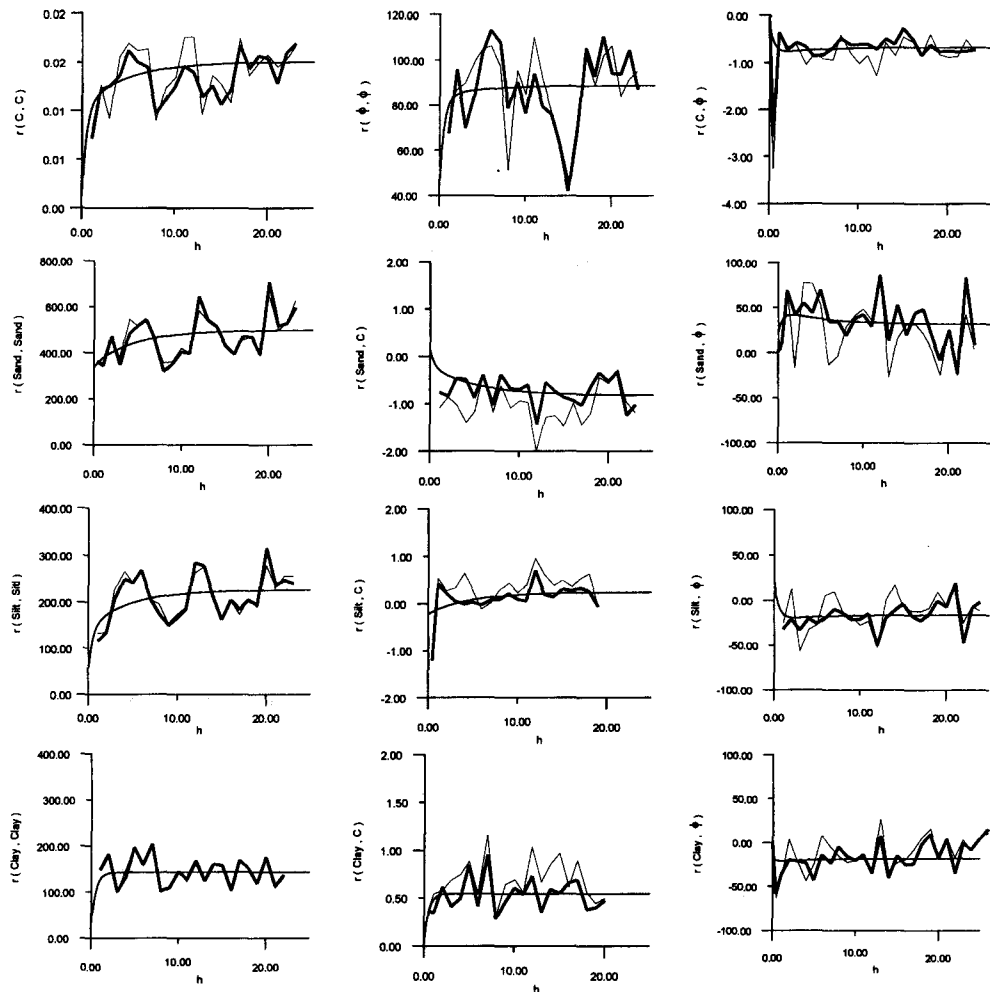 0.02
0.02
0.01
0.01
0.00
r ( C , C )
0.00 10.00 20.00
h
120.00
100.00
80.00
60.00
40.00
r ( ϕ , ϕ )
0.00 10.00 20.00
h
0.00
-1.00
-2.00
-3.00
-4.00
r ( C , ϕ )
0.00 10.00 20.00
h
800.00
600.00
400.00
200.00
0.00
r ( Sand , Sand )
0.00 10.00 20.00
h
2.00
1.00
0.00
-1.00
-2.00
r ( Sand , C )
0.00 10.00 20.00
h
100.00
50.00
0.00
-50.00
-100.00
r ( Sand , ϕ )
0.00 10.00 20.00
h
400.00
300.00
200.00
100.00
0.00
r ( Silt , Sitl )
0.00 10.00 20.00
h
2.00
1.00
0.00
-1.00
-2.00
r ( Silt , C )
0.00 10.00 20.00
h
100.00
50.00
0.00
-50.00
-100.00
r ( Silt , ϕ )
0.00 10.00 20.00
h
400.00
300.00
200.00
100.00
0.00
r ( Clay , Clay )
0.00 10.00 20.00
h
2.00
1.50
1.00
0.50
0.00
r ( Clay , C )
0.00 10.00 20.00
h
100.00
50.00
0.00
-50.00
-100.00
r ( Clay , ϕ )
0.00 10.00 20.00
h